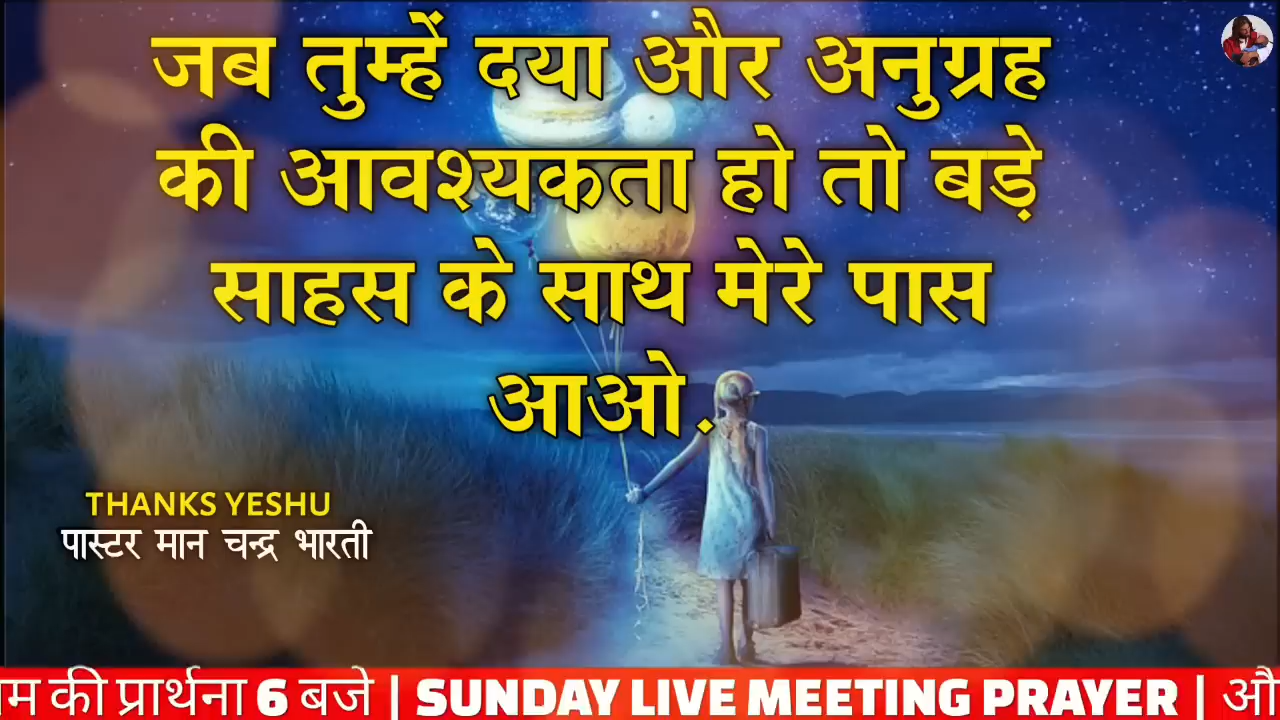 जब तुम्हें दया और अनुग्रह
की आवश्यकता हो तो बड़े
साहस के साथ मेरे पास
आओ.
THANKS YESHU
पास्टर मान चन्द्र भारती
की प्रार्थना 6 बजे | SUNDAY LIVE MEETING PRAYER |